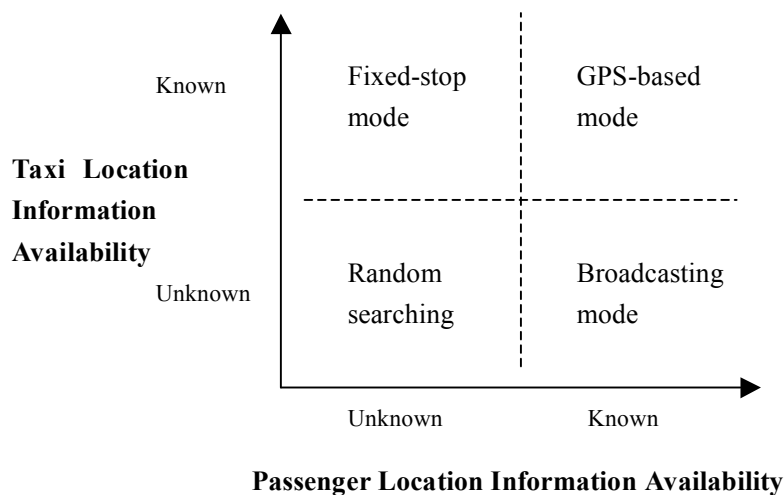 Known
Fixed-stop
mode
GPS-based
mode
Taxi Location
Information
Availability
Unknown
Random
searching
Broadcasting
mode
Unknown
Known
Passenger Location Information Availability